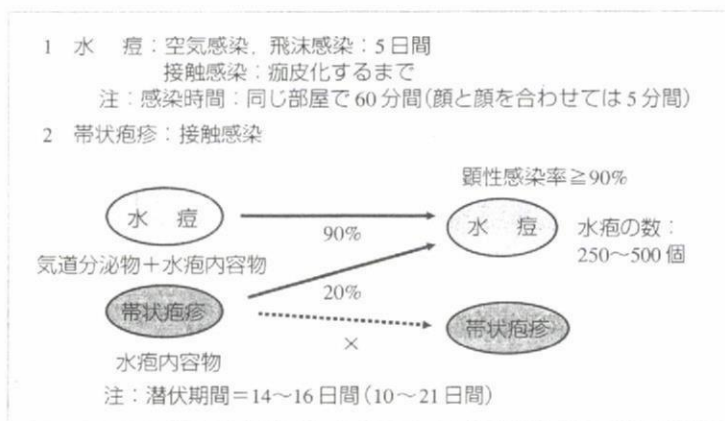 1 水　痘：空気感染，飛沫感染：5日間
接触感染：痂皮化するまで
注：感染時間：同じ部屋で60分間(顔と顔を合わせては5分間)
2 帯状疱疹：接触感染
顕性感染率≧90%
水　痘
90%
水　痘
水疱の数：
250～500個
気道分泌物＋水疱内容物
20%
帯状疱疹
帯状疱疹
×
水疱内容物
注：潜伏期間＝14～16日間(10～21日間)